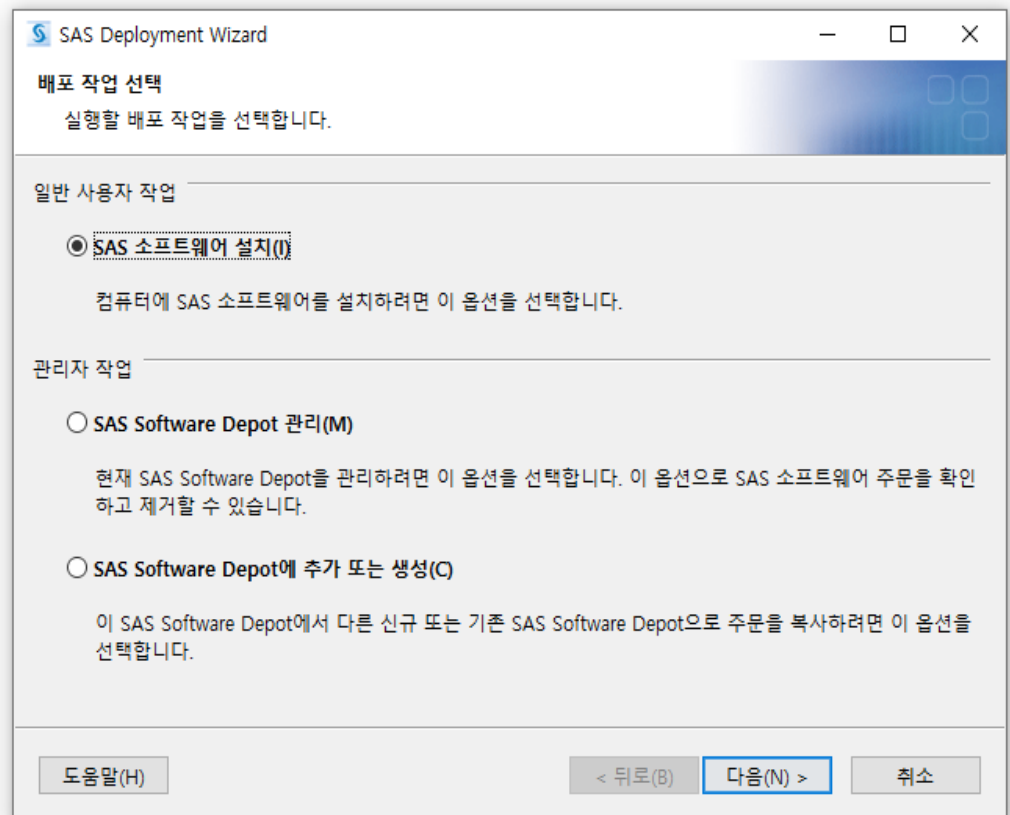 SAS Deployment Wizard
배포 작업 선택
실행할 배포 작업을 선택합니다.
일반 사용자 작업
SAS 소프트웨어 설치(I)
컴퓨터에 SAS 소프트웨어를 설치하려면 이 옵션을 선택합니다.
관리자 작업
SAS Software Depot 관리(M)
현재 SAS Software Depot을 관리하려면 이 옵션을 선택합니다. 이 옵션으로 SAS 소프트웨어 주문을 확인
하고 제거할 수 있습니다.
SAS Software Depot에 추가 또는 생성(C)
이 SAS Software Depot에서 다른 신규 또는 기존 SAS Software Depot으로 주문을 복사하려면 이 옵션을
선택합니다.
도움말(H)
< 뒤로(B)
다음(N) >
취소